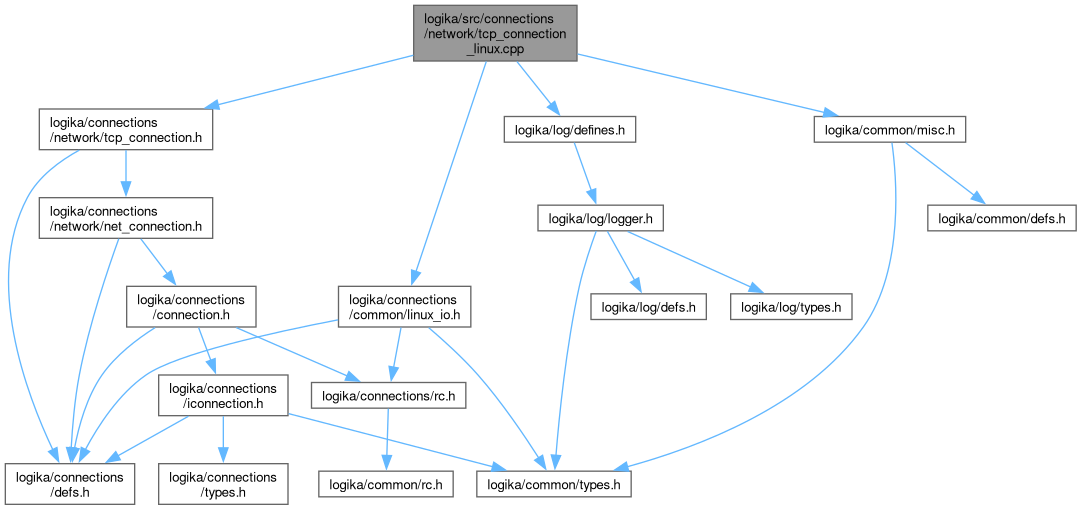 logika/src/connections
/network/tcp_connection
_linux.cpp
logika/connections
/network/tcp_connection.h
logika/log/defines.h
logika/common/misc.h
logika/connections
/network/net_connection.h
logika/log/logger.h
logika/common/defs.h
logika/connections
/connection.h
logika/connections
/common/linux_io.h
logika/log/defs.h
logika/log/types.h
logika/connections
/iconnection.h
logika/connections/rc.h
logika/connections
/defs.h
logika/connections
/types.h
logika/common/rc.h
logika/common/types.h